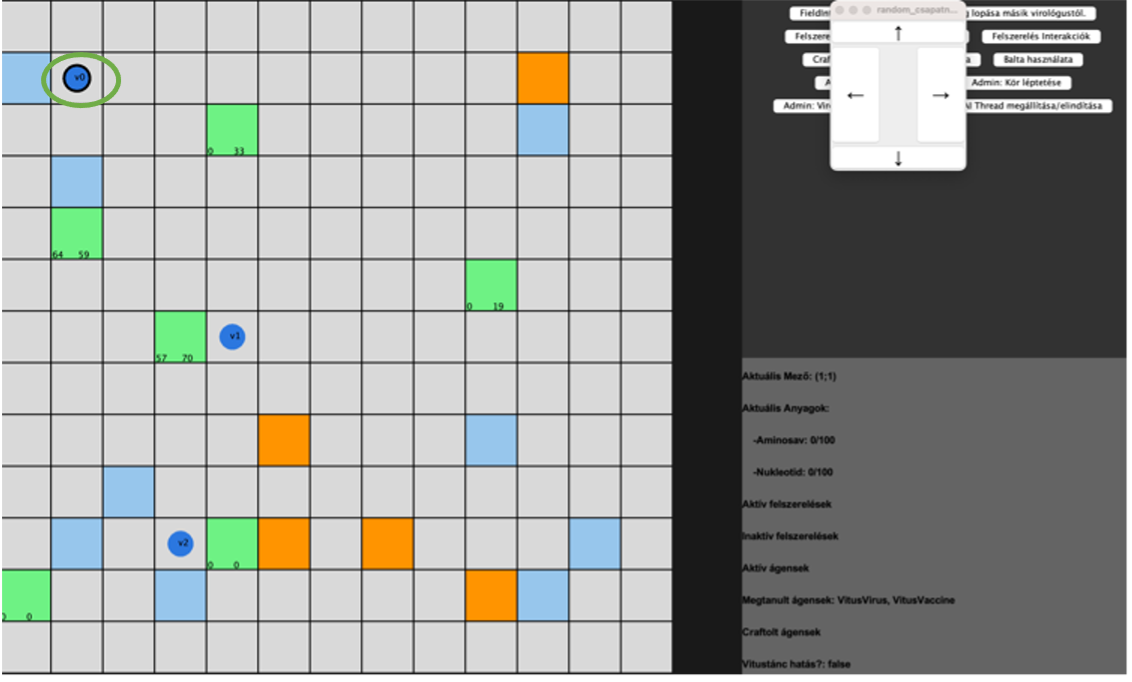 random_csapatn...
FieldIn
g lopása másik virológustól.
Felszere
Felszerelés Interakciók
Craf
a
Balta használata
A
Admin: Kör léptetése
Admin: Vir
AI Thread megállítása/elindítása
↑
← →
↓
v0
0 33
64 59
0 19
57 70
v1
v2
0 0
0 0
Aktuális Mező: (1;1)
Aktuális Anyagok:
-Aminosav: 0/100
-Nukleotid: 0/100
Aktív felszerelések
Inaktív felszerelések
Aktív ágensek
Megtanult ágensek: VitusVirus, VitusVaccine
Craftolt ágensek
Vitustánc hatás?: false